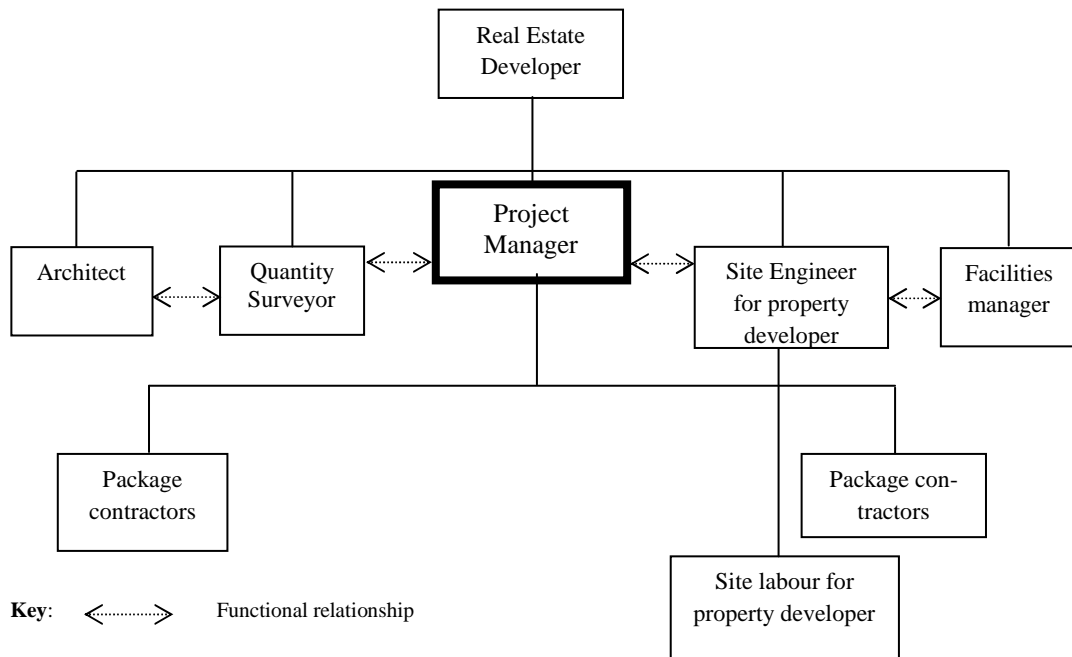 Real Estate
Developer
Project
Manager
Architect
Quantity
Surveyor
Site Engineer
for property
developer
Facilities
manager
Package
contractors
Package con-
tractors
Site labour for
property developer
Key: Functional relationship